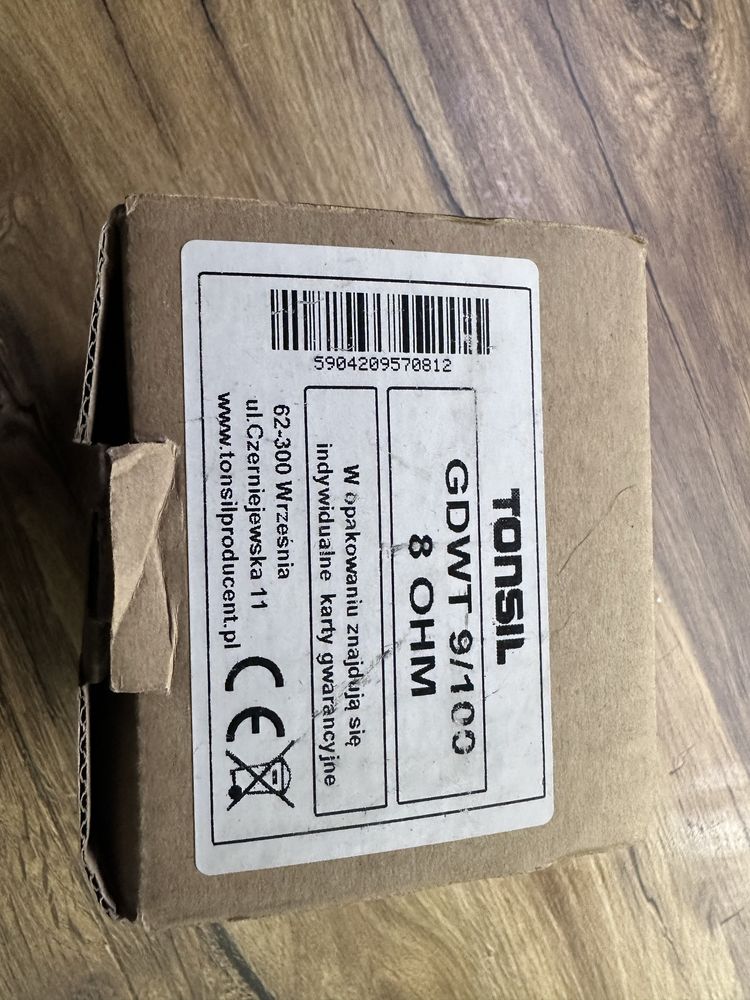 TONSIL
GDWT 9/100
8 OHM
W opakowaniu znajdują się
indywidualne karty gwarancyjne
5904209570812
62-300 Września
ul.Czerniejewska 11
www.tonsilproducent.pl
CE